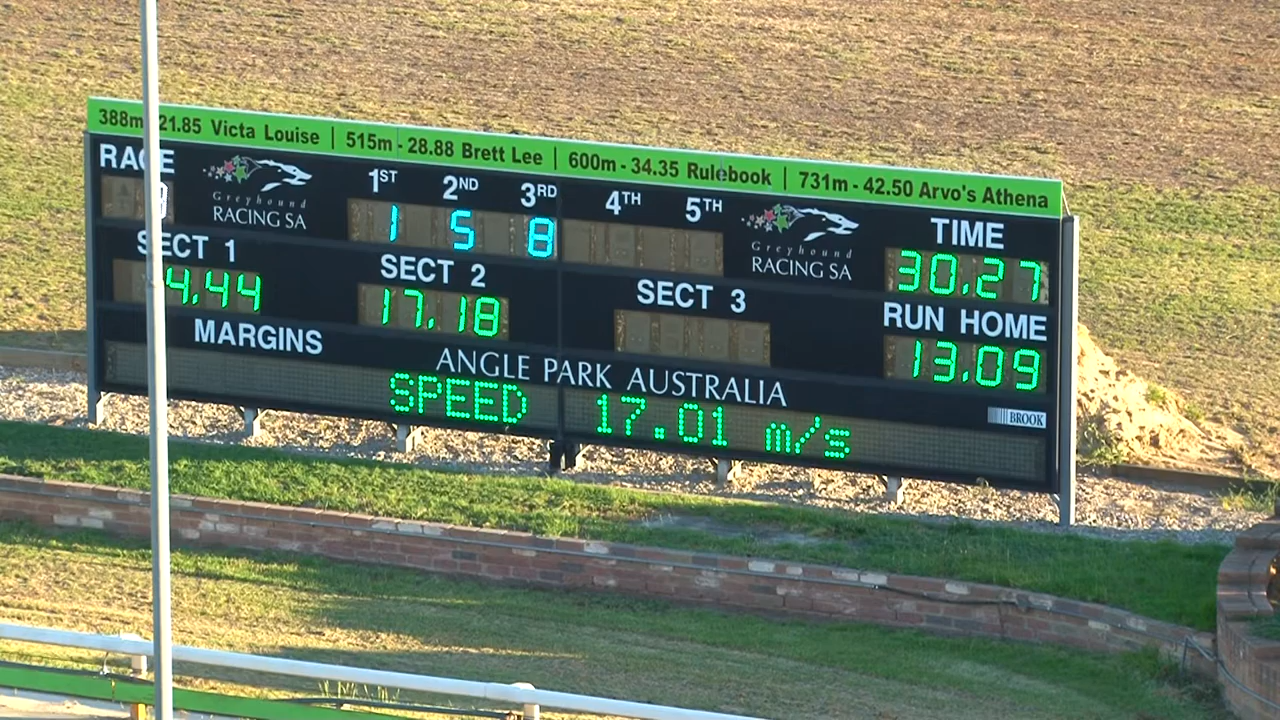 388m 21.85 Victa Louise | 515m - 28.88 Brett Lee | 600m - 34.35 Rulebook | 731m - 42.50 Arvo's Athena
RACE
Greyhound
RACING SA
1ST 2ND 3RD 4TH 5TH
1 5 8
Greyhound
RACING SA
TIME
30.27
SECT 1
4.44
SECT 2
17.18
SECT 3
RUN HOME
13.09
MARGINS
ANGLE PARK AUSTRALIA
SPEED 17.01 m/s
BROOK